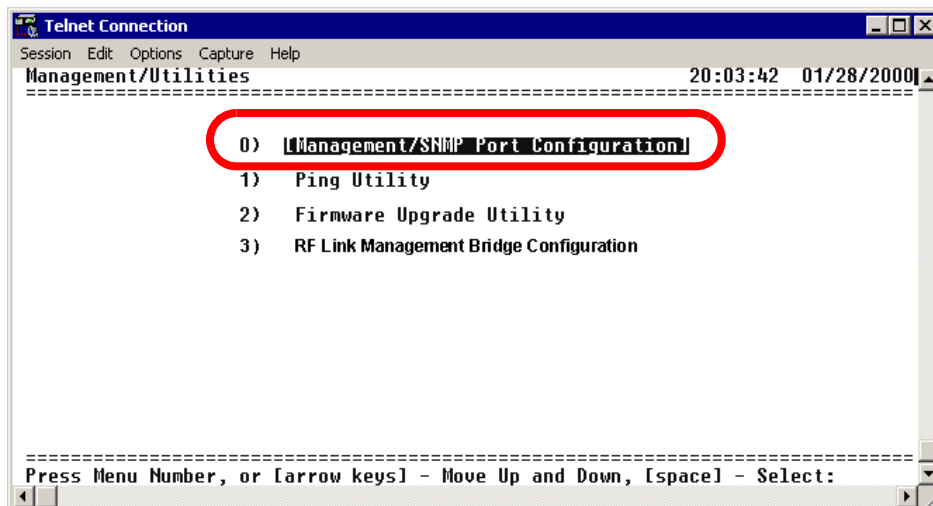 Telnet Connection
Session Edit Options Capture Help
Management/Utilities 20:03:42 01/28/2000
================================================================================
0) [Management/SNMP Port Configuration]
1) Ping Utility
2) Firmware Upgrade Utility
3) RF Link Management Bridge Configuration
================================================================================
Press Menu Number, or [arrow keys] - Move Up and Down, [space] - Select: